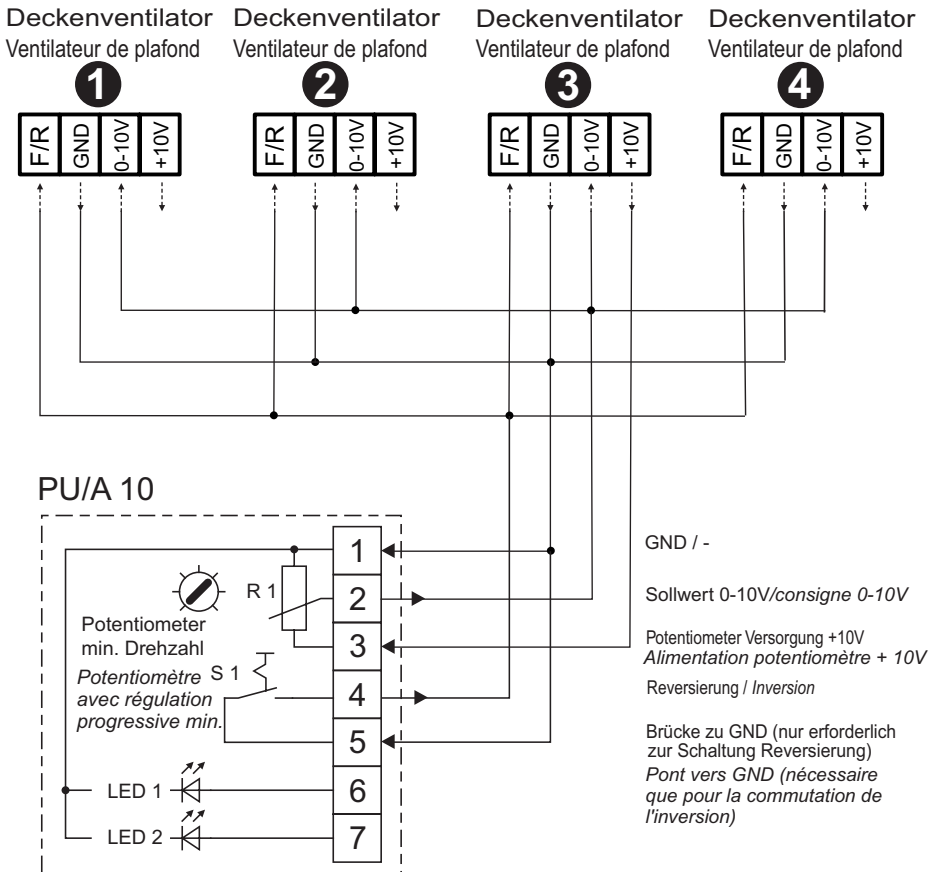 Deckenventilator Deckenventilator Deckenventilator Deckenventilator
Ventilateur de plafond Ventilateur de plafond Ventilateur de plafond Ventilateur de plafond
1 2 3 4
F/R GND 0-10V +10V F/R GND 0-10V +10V F/R GND 0-10V +10V F/R GND 0-10V +10V
PU/A 10
1
GND / -
R 1
2
Sollwert 0-10V/consigne 0-10V
Potentiometer
min. Drehzahl
3
Potentiometer Versorgung +10V
Alimentation potentiomètre + 10V
Potentiomètre
avec régulation
progressive min.
S 1
4
Reversierung / Inversion
5
Brücke zu GND (nur erforderlich
zur Schaltung Reversierung)
Pont vers GND (nécessaire
que pour la commutation de
l'inversion)
LED 1
6
LED 2
7